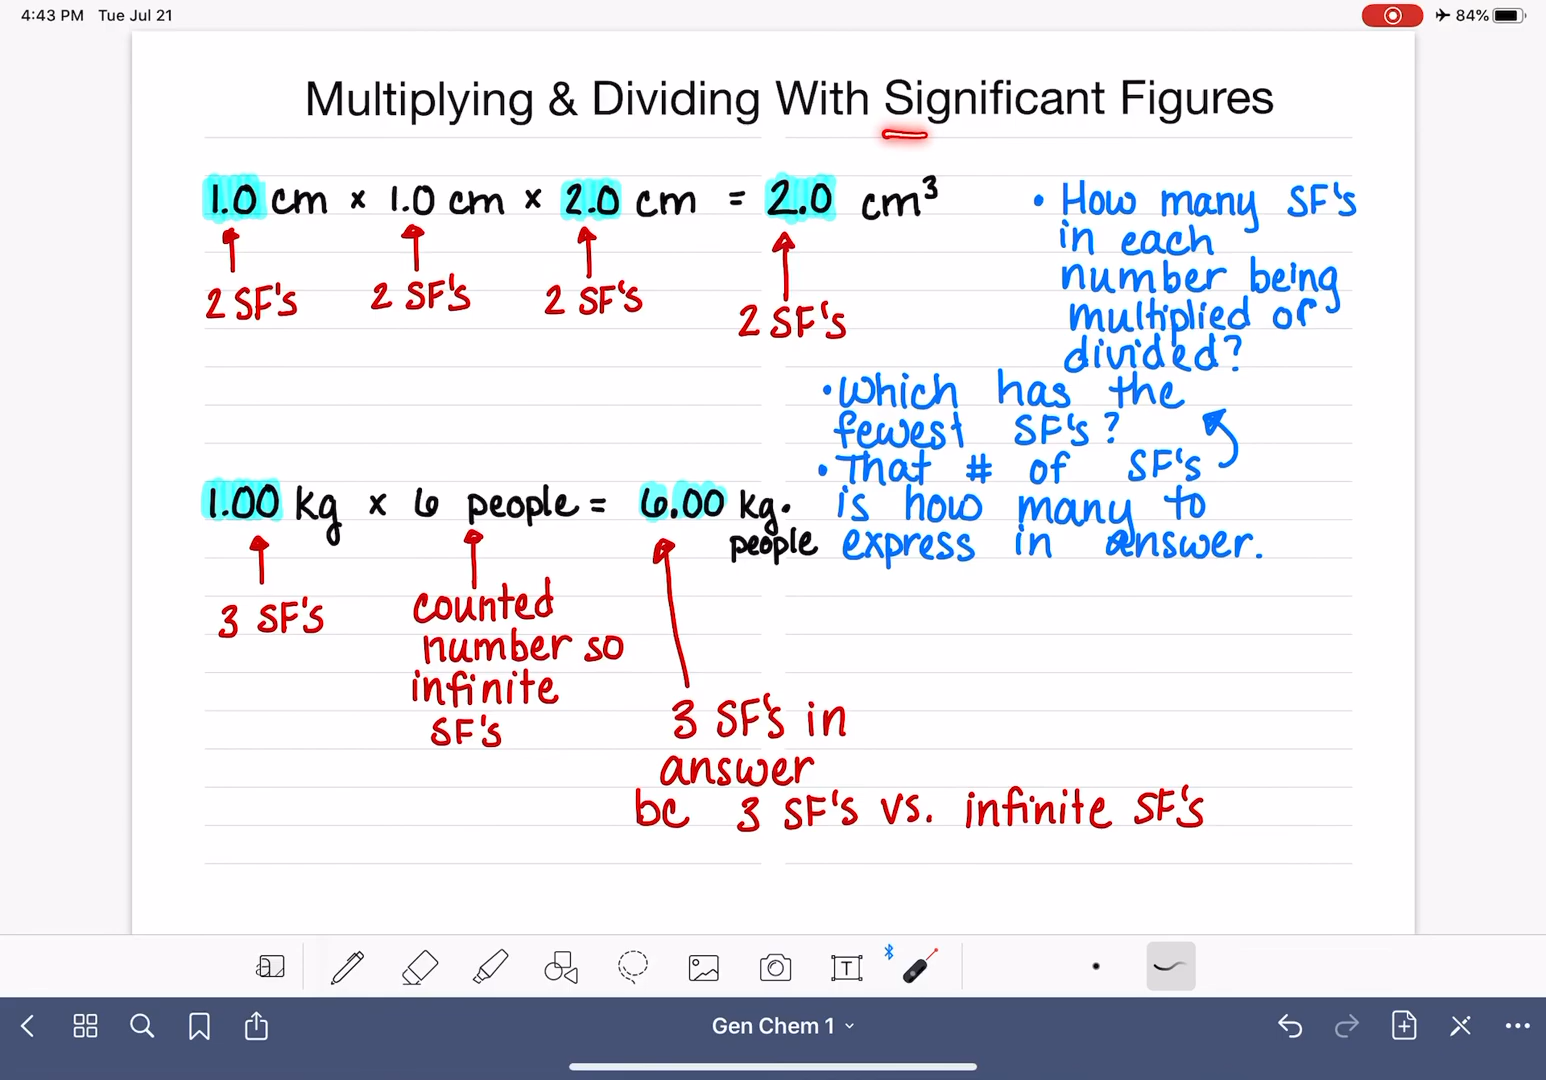 4:43 PM Tue Jul 21
84%
Multiplying & Dividing With Significant Figures
1.0 cm × 1.0 cm × 2.0 cm = 2.0 cm³
2 SF's 2 SF's 2 SF's 2 SF's
• How many SF's
in each
number being
multiplied or
divided?
• Which has the
fewest SF's?
• That # of SF's
is how many to
express in answer.
1.00 kg × 6 people = 6.00 kg·
people
3 SF's
counted
number so
infinite
SF's
3 SF's in
answer
bc 3 SF's vs. infinite SF's
T
Gen Chem 1